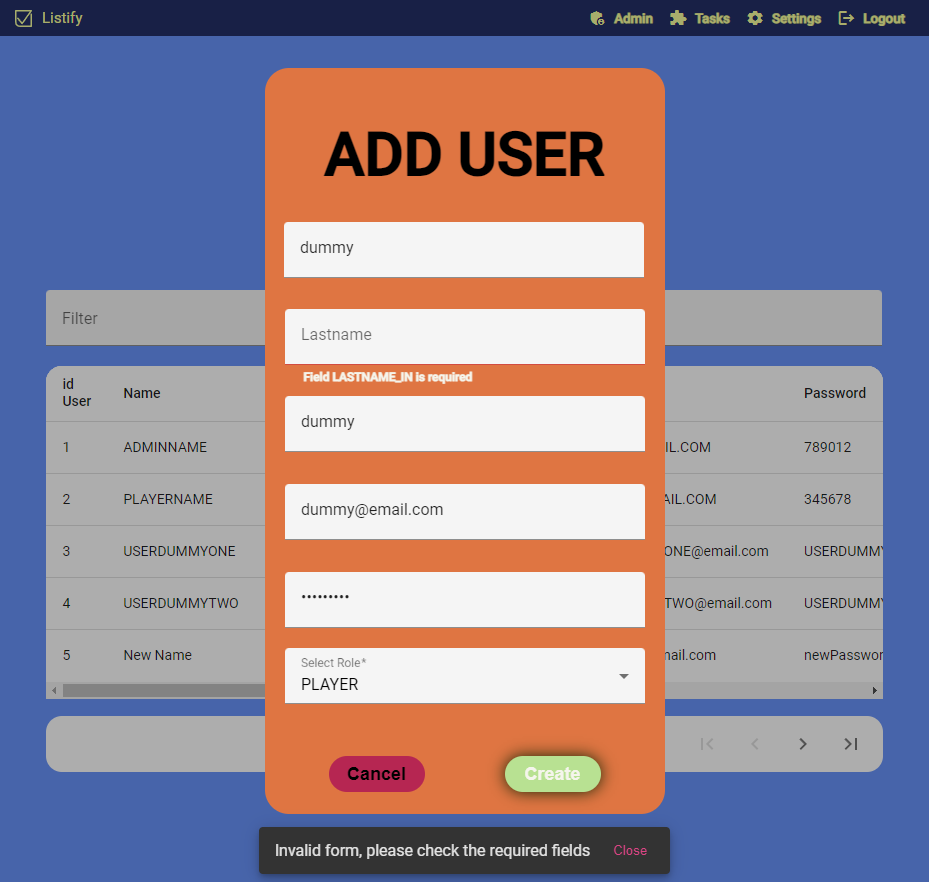 Listify
Admin
Tasks
Settings
Logout
ADD USER
dummy
Filter
Lastname
Field LASTNAME_IN is required
dummy
dummy@email.com
•••••••••
Select Role*
PLAYER
Cancel
Create
id User
Name
Password
1 ADMINNAME IL.COM 789012
2 PLAYERNAME AIL.COM 345678
3 USERDUMMYONE ONE@email.com USERDUMMY
4 USERDUMMYTWO TWO@email.com USERDUMMY
5 New Name nail.com newPasswor
Invalid form, please check the required fields
Close